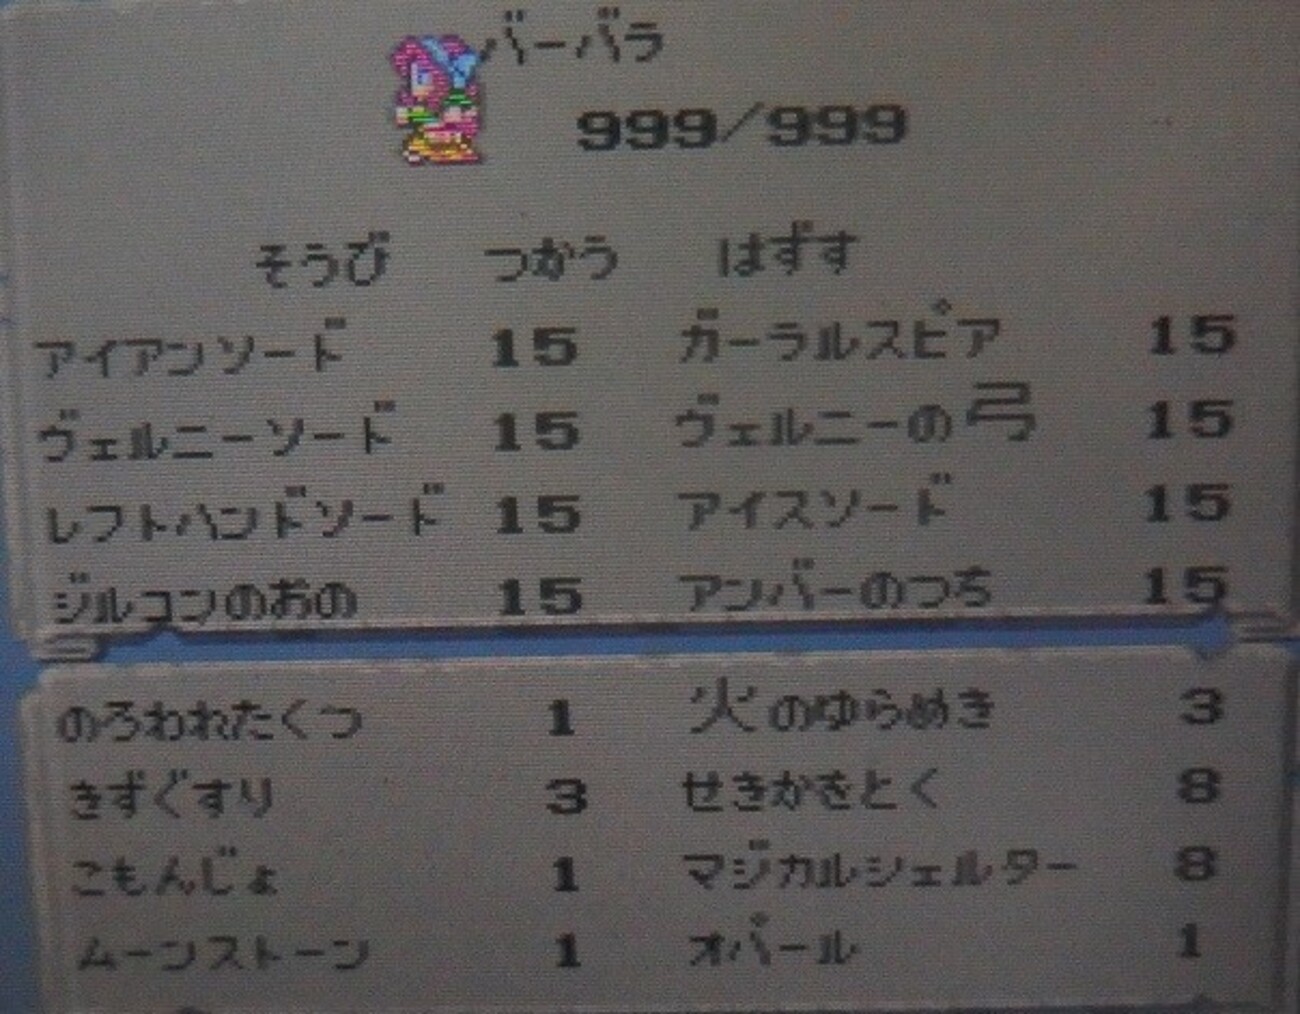 バーバラ
999/999
そうび つかう はずす
アイアンソード 15 ガーラルスピア 15
ヴェルニーソード 15 ヴェルニーの弓 15
レフトハンドソード 15 アイスソード 15
ジルコンのおの 15 アンバーのつち 15
のろわれたくつ 1 火のゆらめき 3
きずぐすり 3 せきかをとく 8
こもんじょ 1 マジカルシェルター 8
ムーンストーン 1 オパール 1